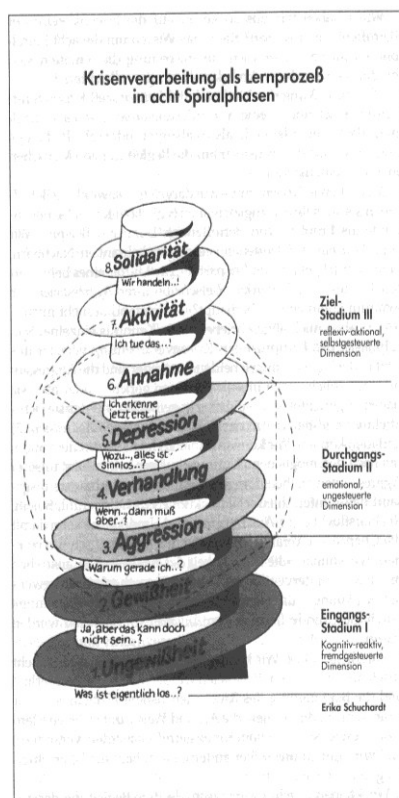 Krisenverarbeitung als Lernprozeß
in acht Spiralphasen
8. Solidarität
Wir handeln..!
7. Aktivität
Ich tue das..!
6. Annahme
Ich erkenne
jetzt erst..!
5. Depression
Wozu.., alles ist
sinnlos..?
4. Verhandlung
Wenn.., dann muß
aber..!
3. Aggression
Warum gerade ich..?
2. Gewißheit
Ja, aber das kann doch
nicht sein..?
1. Ungewißheit
Was ist eigentlich los..?
Ziel-
Stadium III
reflexiv-aktional,
selbstgesteuerte
Dimension
Durchgangs-
Stadium II
emotional,
ungesteuerte
Dimension
Eingangs-
Stadium I
Kognitiv-reaktiv,
fremdgesteuerte
Dimension
Erika Schuchardt